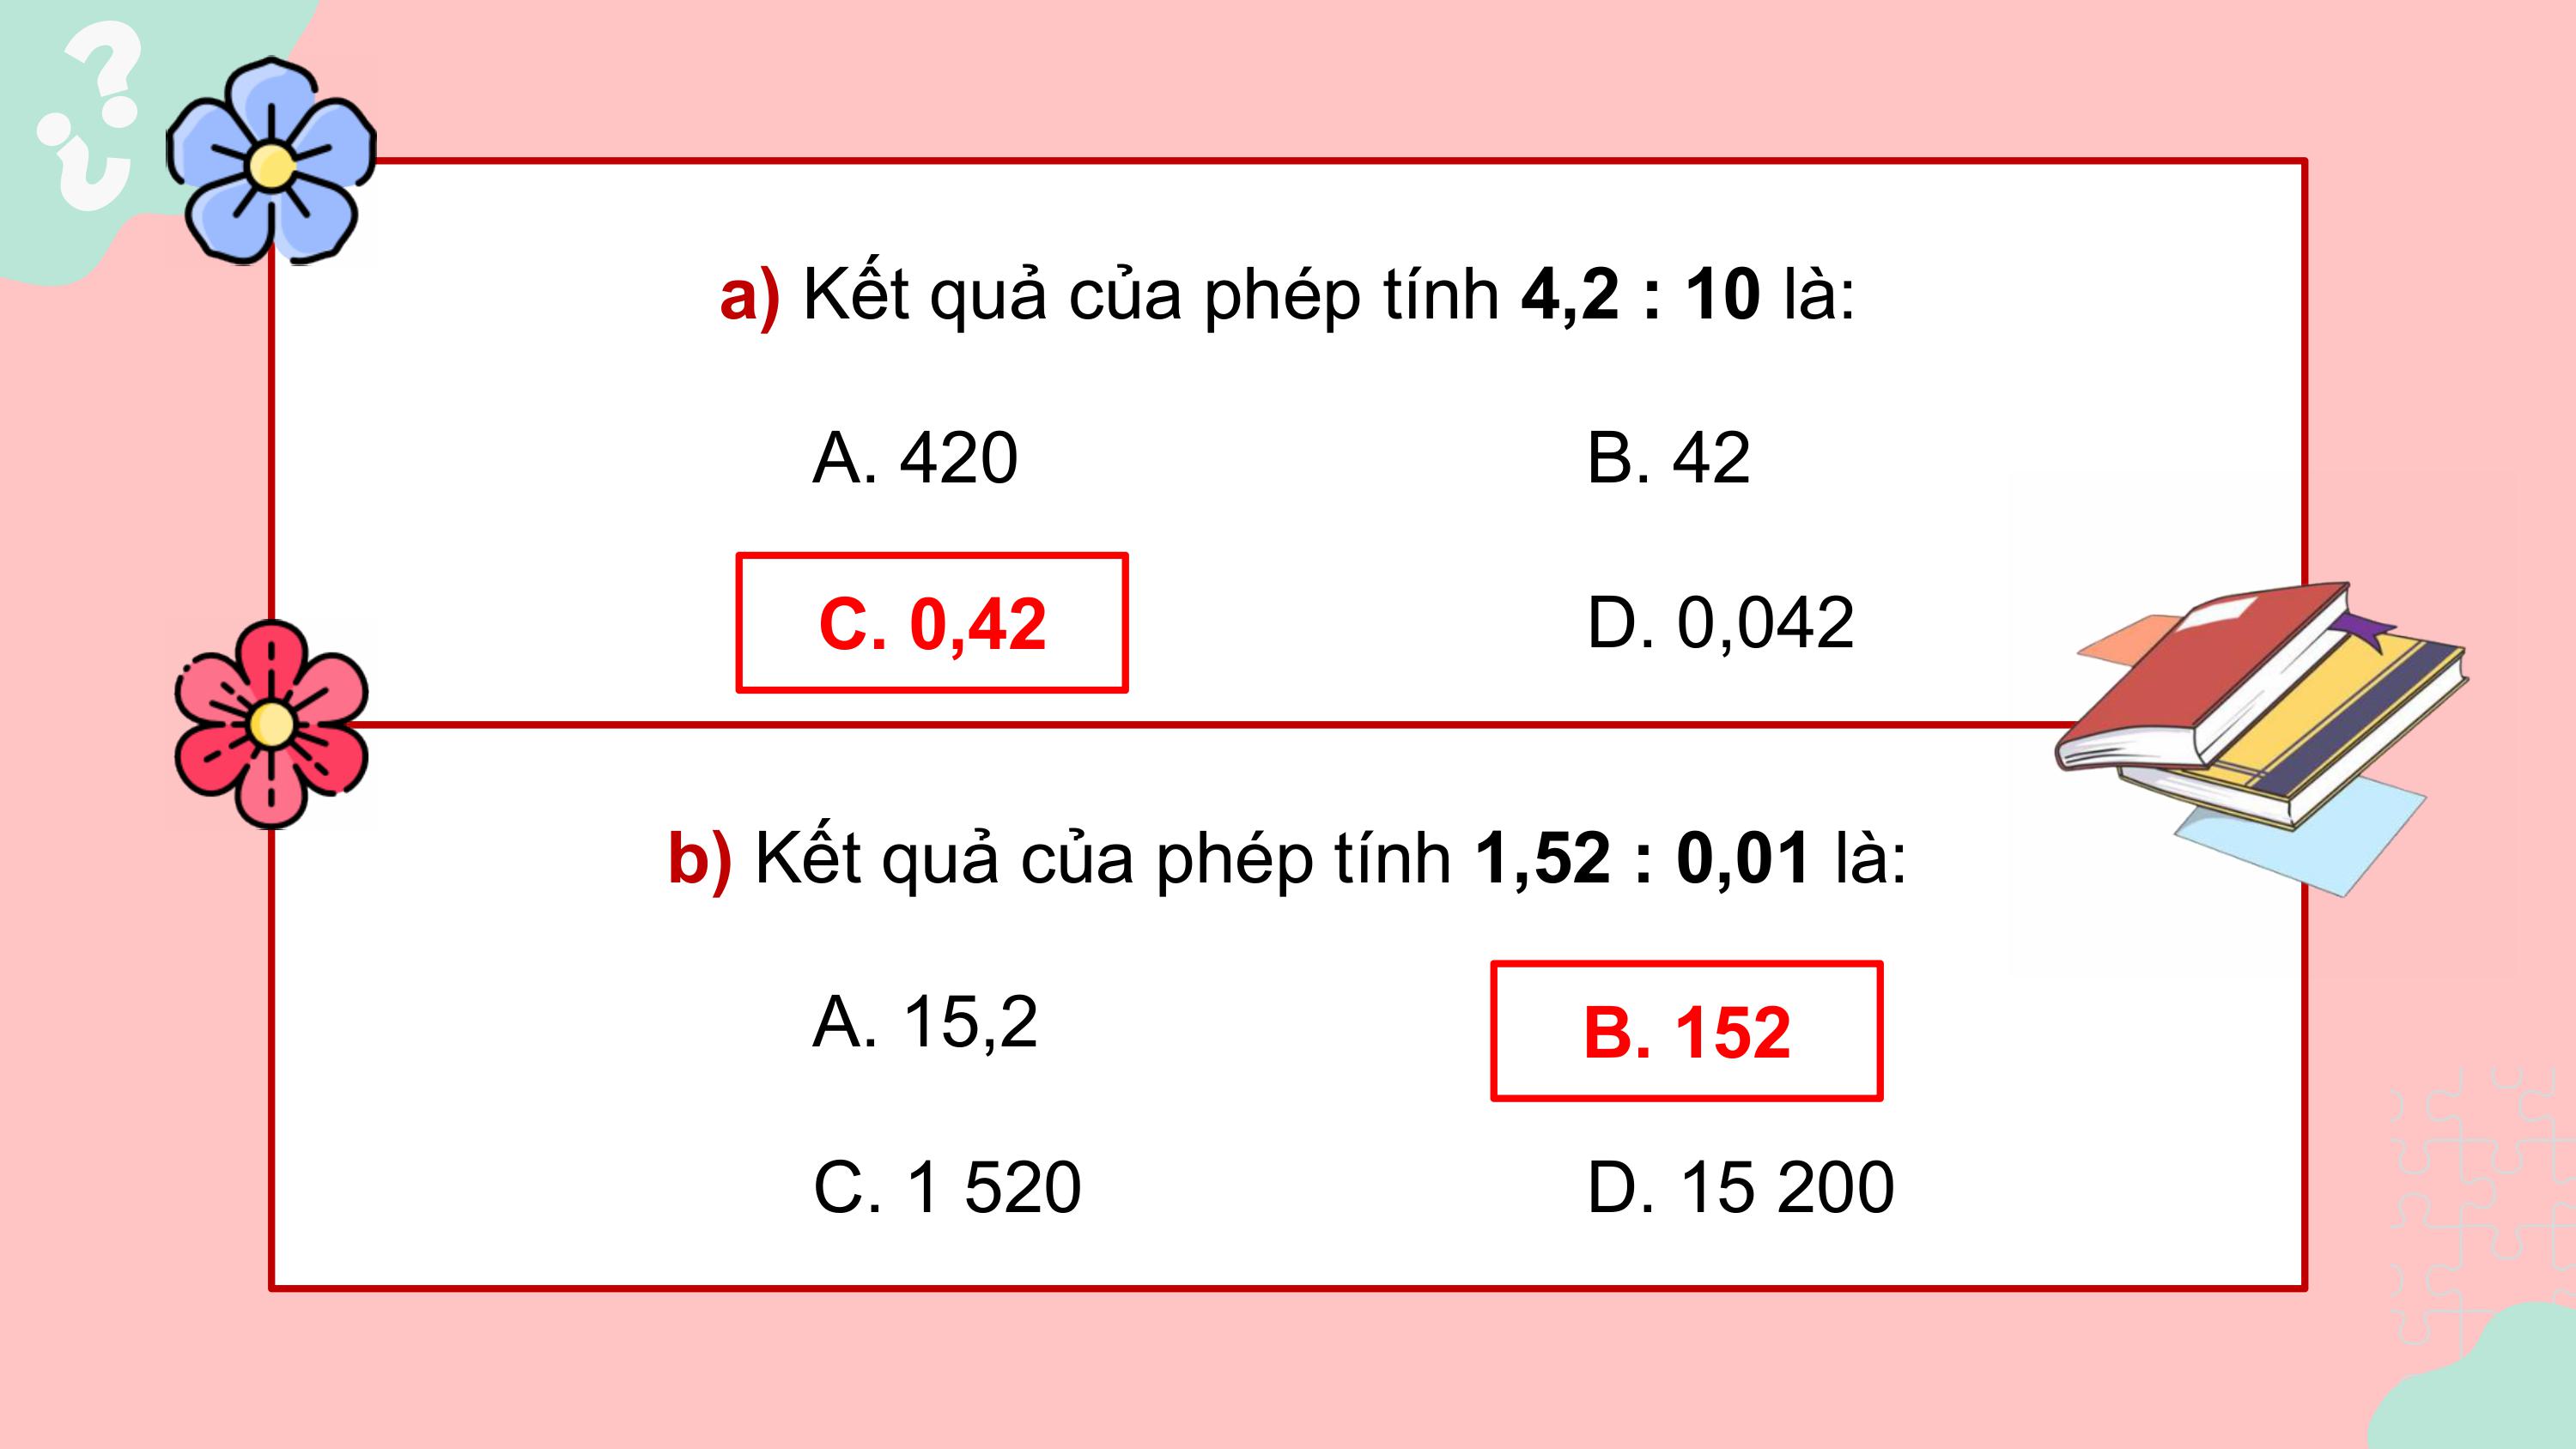 a) Kết quả của phép tính 4,2 : 10 là:
A. 420 B. 42
C. 0,42 D. 0,042
b) Kết quả của phép tính 1,52 : 0,01 là:
A. 15,2 B. 152
C. 1 520 D. 15 200